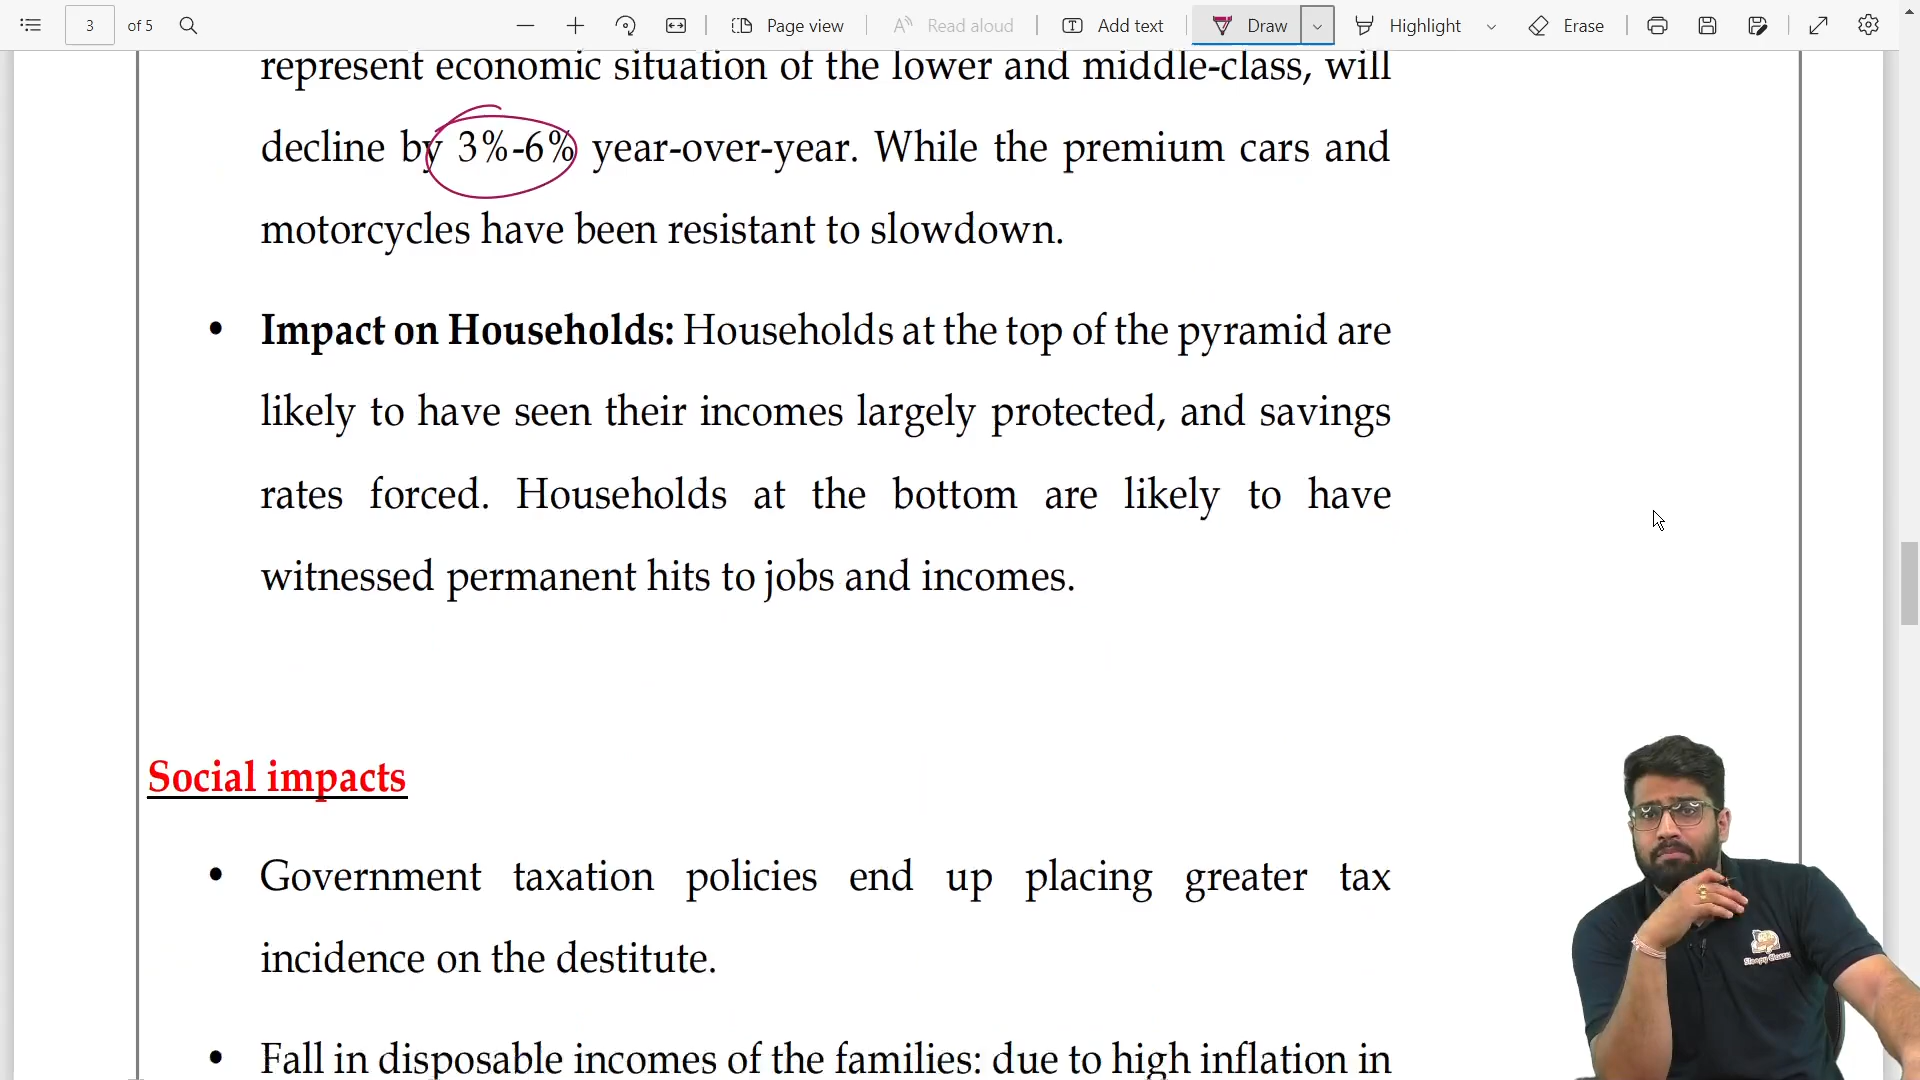 3 of 5 Page view Read aloud Add text Draw Highlight Erase
represent economic situation of the lower and middle-class, will
decline by 3%-6% year-over-year. While the premium cars and
motorcycles have been resistant to slowdown.
• Impact on Households: Households at the top of the pyramid are
likely to have seen their incomes largely protected, and savings
rates forced. Households at the bottom are likely to have
witnessed permanent hits to jobs and incomes.
Social impacts
• Government taxation policies end up placing greater tax
incidence on the destitute.
• Fall in disposable incomes of the families: due to high inflation in
Sleepy Classes